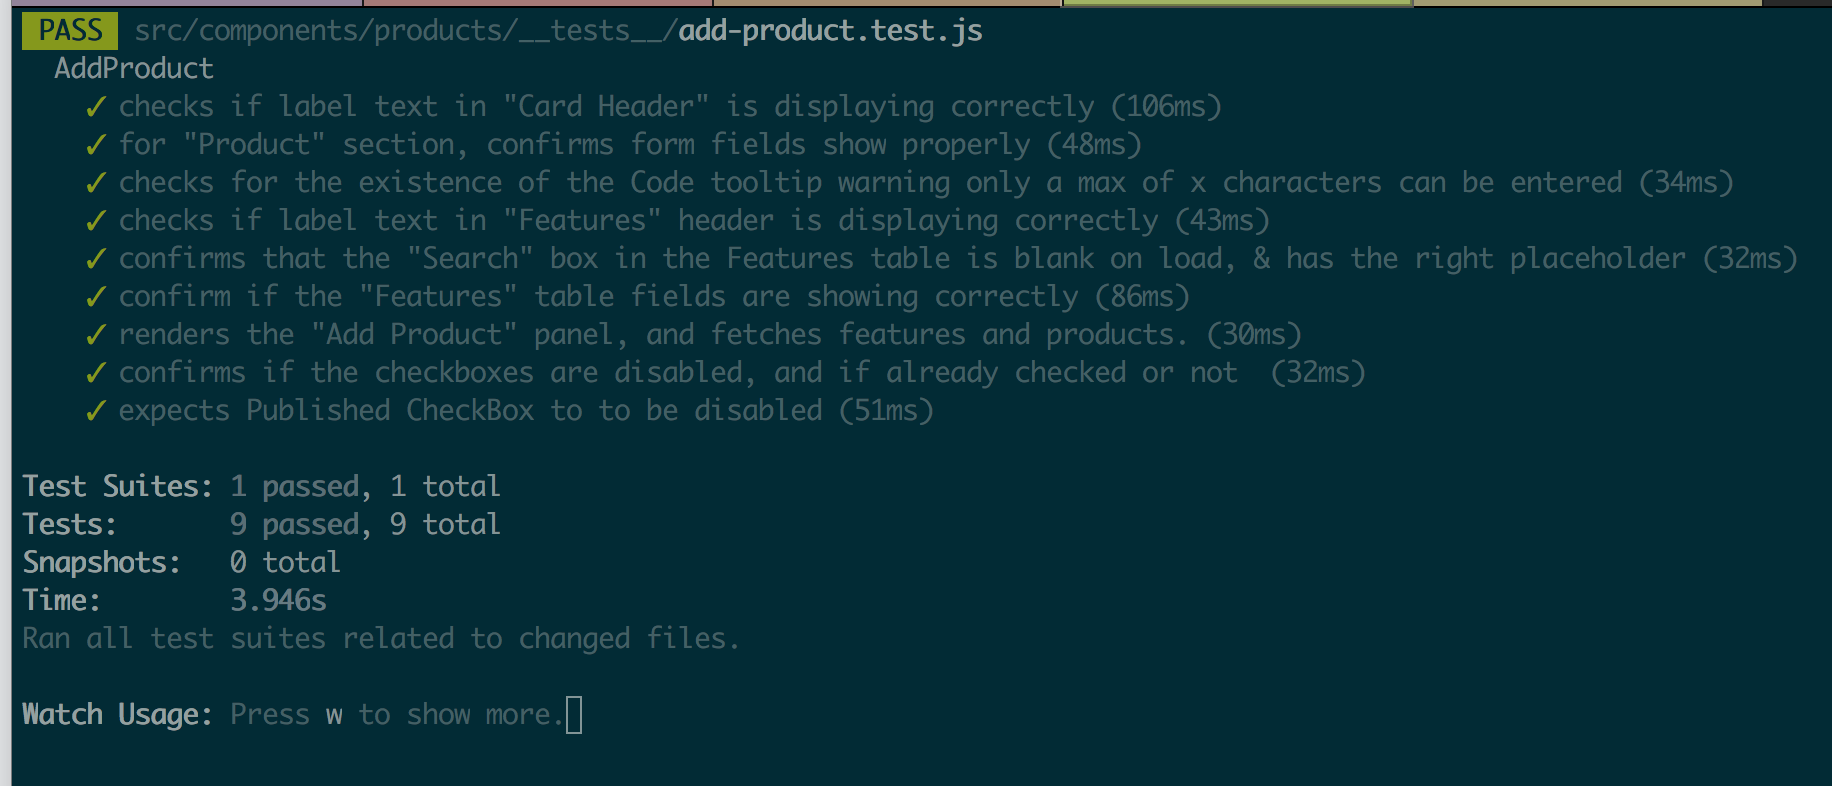 PASS src/components/products/__tests__/add-product.test.js
AddProduct
✓ checks if label text in "Card Header" is displaying correctly (106ms)
✓ for "Product" section, confirms form fields show properly (48ms)
✓ checks for the existence of the Code tooltip warning only a max of x characters can be entered (34ms)
✓ checks if label text in "Features" header is displaying correctly (43ms)
✓ confirms that the "Search" box in the Features table is blank on load, & has the right placeholder (32ms)
✓ confirm if the "Features" table fields are showing correctly (86ms)
✓ renders the "Add Product" panel, and fetches features and products. (30ms)
✓ confirms if the checkboxes are disabled, and if already checked or not  (32ms)
✓ expects Published CheckBox to to be disabled (51ms)
Test Suites: 1 passed, 1 total
Tests:       9 passed, 9 total
Snapshots:   0 total
Time:        3.946s
Ran all test suites related to changed files.
Watch Usage: Press w to show more.